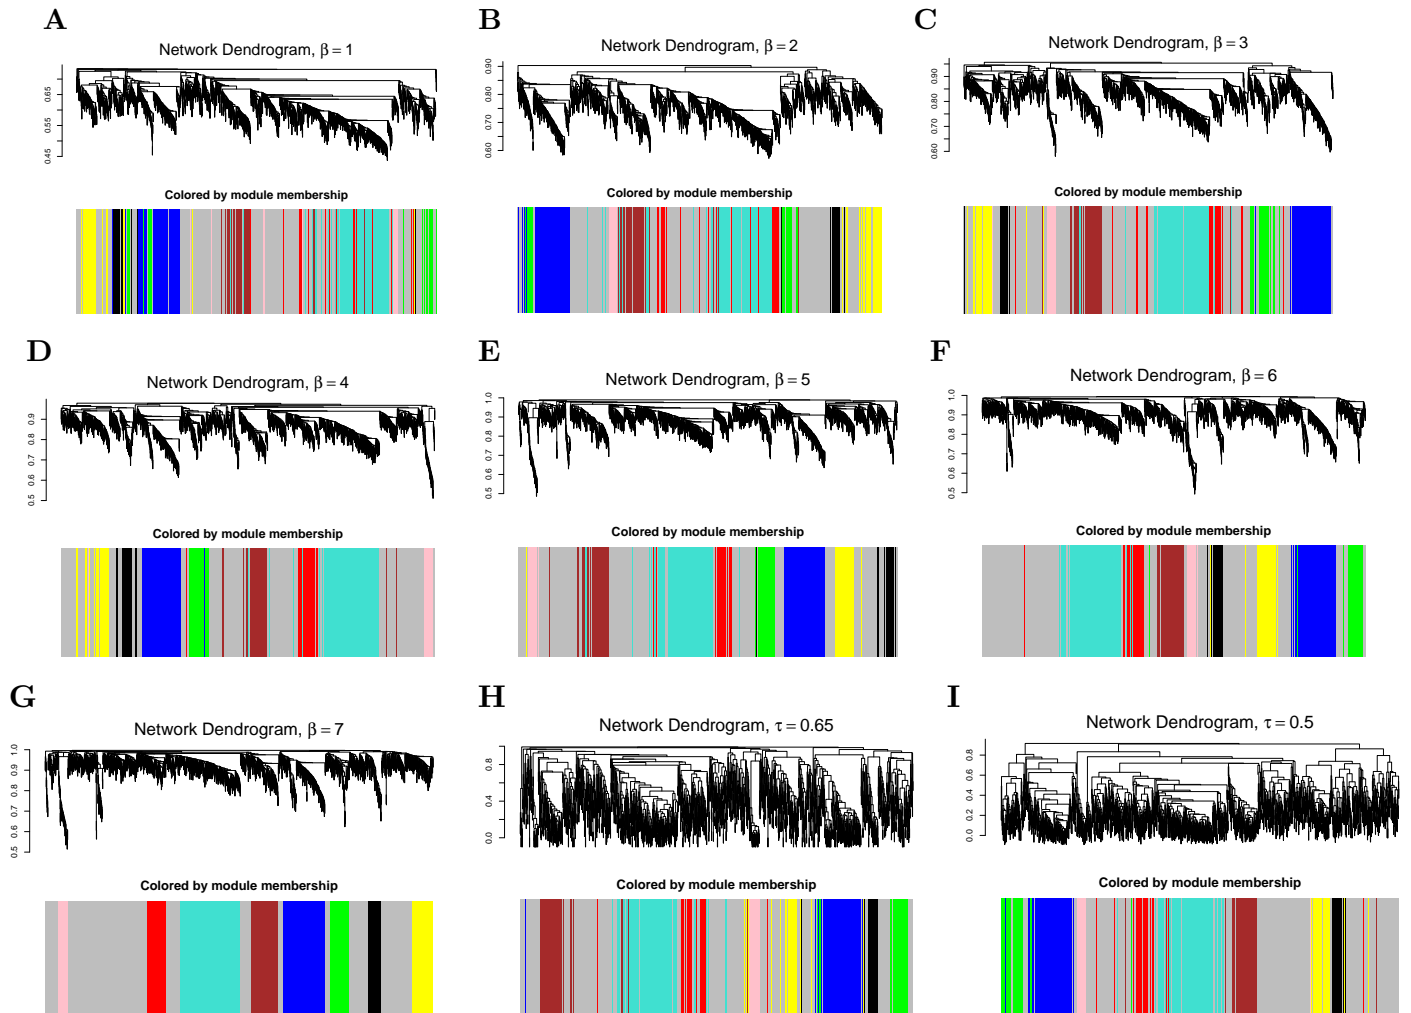 A
B
C
Network Dendrogram, β = 1
Network Dendrogram, β = 2
Network Dendrogram, β = 3
0.65
0.55
0.45
0.90
0.80
0.70
0.60
0.90
0.80
0.70
0.60
Colored by module membership
Colored by module membership
Colored by module membership
D
E
F
Network Dendrogram, β = 4
Network Dendrogram, β = 5
Network Dendrogram, β = 6
0.9
0.8
0.7
0.6
0.5
1.0
0.9
0.8
0.7
0.6
0.5
1.0
0.9
0.8
0.7
0.6
0.5
Colored by module membership
Colored by module membership
Colored by module membership
G
H
I
Network Dendrogram, β = 7
Network Dendrogram, τ = 0.65
Network Dendrogram, τ = 0.5
1.0
0.9
0.8
0.7
0.6
0.5
0.8
0.4
0.0
0.8
0.6
0.4
0.2
0.0
Colored by module membership
Colored by module membership
Colored by module membership